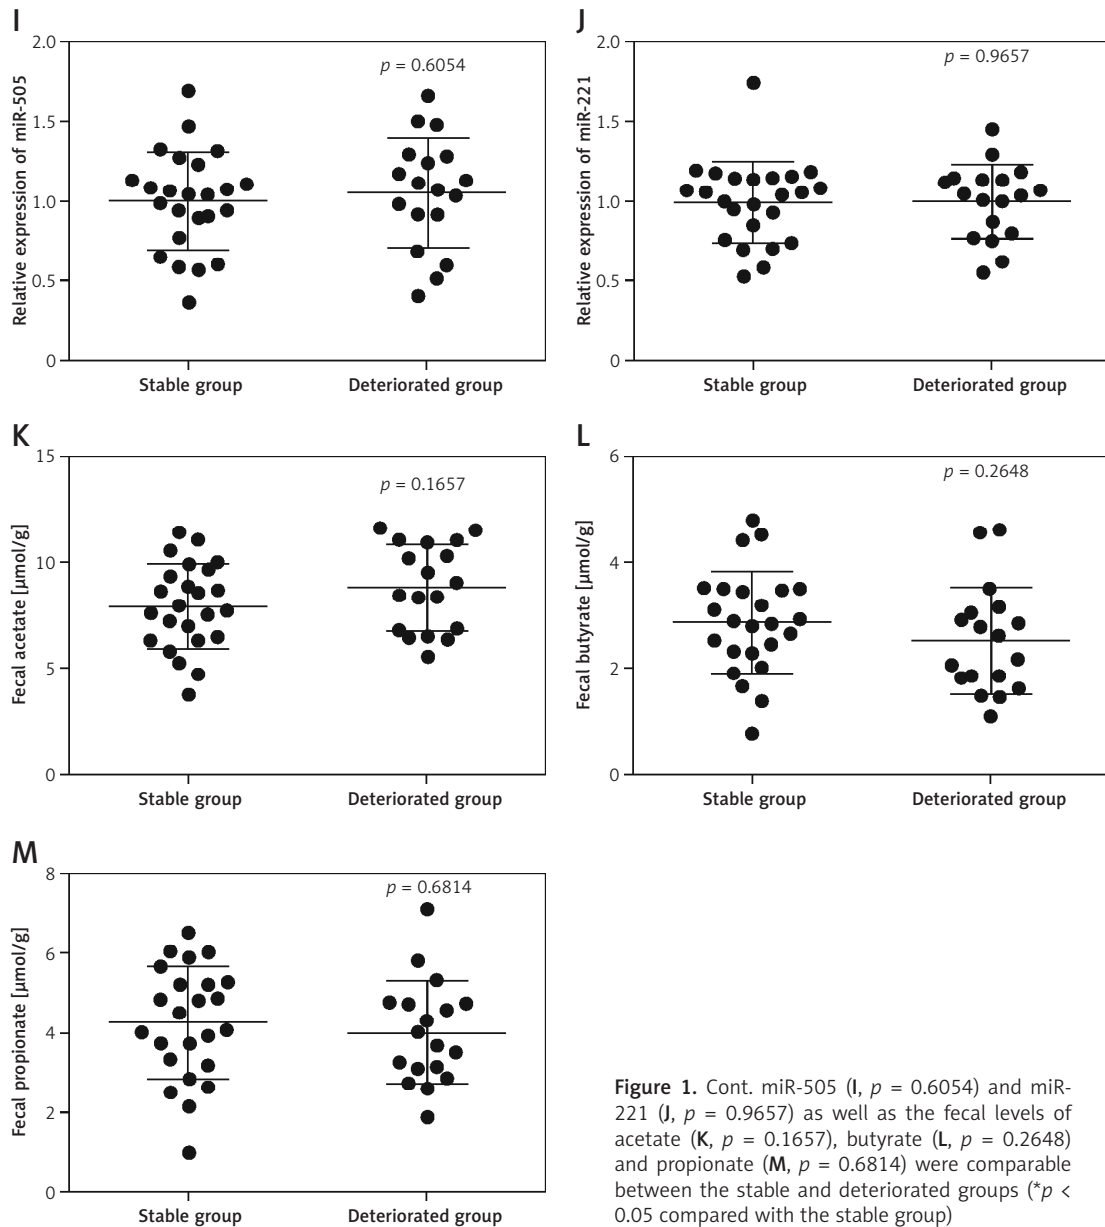 I
Relative expression of miR-505
2.0
1.5
1.0
0.5
0
p = 0.6054
Stable group
Deteriorated group
J
Relative expression of miR-221
2.0
1.5
1.0
0.5
0
p = 0.9657
Stable group
Deteriorated group
K
Fecal acetate [µmol/g]
15
10
5
0
p = 0.1657
Stable group
Deteriorated group
L
Fecal butyrate [µmol/g]
6
4
2
0
p = 0.2648
Stable group
Deteriorated group
M
Fecal propionate [µmol/g]
8
6
4
2
0
p = 0.6814
Stable group
Deteriorated group
Figure 1. Cont. miR-505 (I, p = 0.6054) and miR-
221 (J, p = 0.9657) as well as the fecal levels of
acetate (K, p = 0.1657), butyrate (L, p = 0.2648)
and propionate (M, p = 0.6814) were comparable
between the stable and deteriorated groups (*p <
0.05 compared with the stable group)